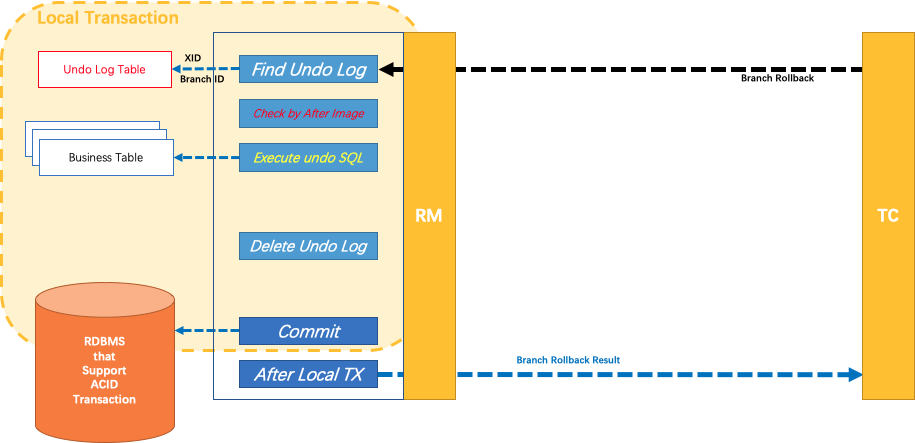 Local Transaction
Undo Log Table
XID
Branch ID
Find Undo Log
Branch Rollback
Check by After Image
Business Table
Execute undo SQL
RM
TC
Delete Undo Log
Commit
RDBMS
that
Support
ACID
Transaction
After Local TX
Branch Rollback Result